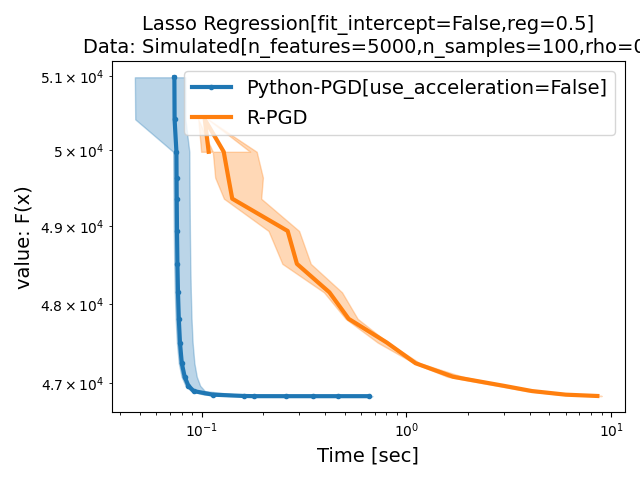 Lasso Regression[fit_intercept=False,reg=0.5]
Data: Simulated[n_features=5000,n_samples=100,rho=0
Python-PGD[use_acceleration=False]
R-PGD
value: F(x)
5.1 × 10⁴
5 × 10⁴
4.9 × 10⁴
4.8 × 10⁴
4.7 × 10⁴
10⁻¹ 10⁰ 10¹
Time [sec]